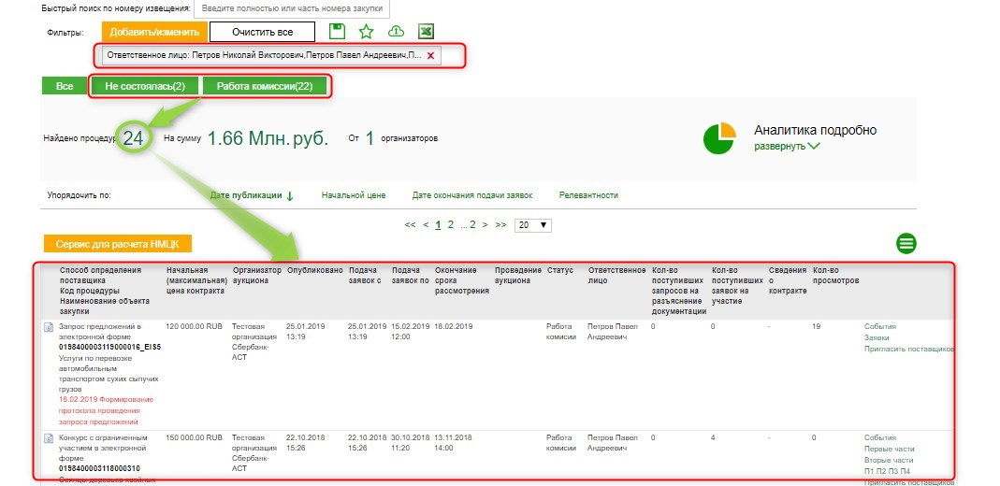 Быстрый поиск по номеру извещения: Введите полностью или часть номера закупки
Фильтры: Добавить/изменить Очистить все
Ответственное лицо: Петров Николай Викторович,Петров Павел Андреевич,П... x
Все Не состоялась(2) Работа комиссии(22)
Найдено процедур 24 На сумму 1.66 Млн. руб. От 1 организаторов
Аналитика подробно
развернуть
Упорядочить по: Дате публикации ↓ Начальной цене Дате окончания подачи заявок Релевантности
<< < 1 2 ...2 > >> 20
Сервис для расчета НМЦК
Способ определения Начальная Организатор Опубликовано Подача Подача Окончание Проведение Статус Ответственное Кол-во Кол-во Сведения Кол-во
поставщика (максимальная) аукциона заявок с заявок по срока аукциона лицо поступивших поступивших о просмотров
Код процедуры цена контракта рассмотрения запросов на заявок на контракте
Наименование объекта разъяснение участие
закупки документации
Запрос предложений в 120 000.00 RUB Тестовая 25.01.2019 25.01.2019 15.02.2019 18.02.2019 Работа Петров Павел 0 0 - 19 События
электронной форме организация 13:19 13:19 12:00 комисии Андреевич Заявки
0198400003119000016_EIS5 Сбербанк- Пригласить поставщиков
Услуги по перевозке АСТ
автомобильным
транспортом сухих сыпучих
грузов
18.02.2019 Формирование
протокола проведения
запроса предложений
Конкурс с ограниченным 150 000.00 RUB Тестовая 22.10.2018 22.10.2018 30.10.2018 13.11.2018 Работа Петров Павел 0 4 - 0 События
участием в электронной организация 15:26 15:26 11:20 14:00 комисии Андреевич Первые части
форме Сбербанк- Вторые части
0198400003118000310 АСТ П1 П2 П3 П4
Сеянцы деревьев хвойных Пригласить поставщиков